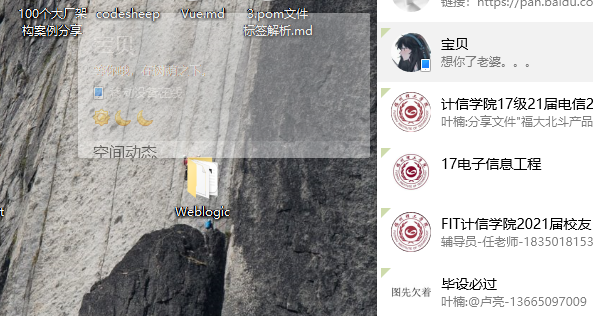 100个大厂架
构案例分享
codesheep
Vue.md
3.pom文件
标签解析.md
空间动态
Weblogic
t
链接：https://pan.baidu.co
宝贝
想你了老婆。。。
计信学院17级21届电信2
叶楠:分享文件"福大北斗产品
17电子信息工程
FIT计信学院2021届校友
辅导员-任老师-1835018153
毕设必过
图先欠着
叶楠:@卢亮-13665097009